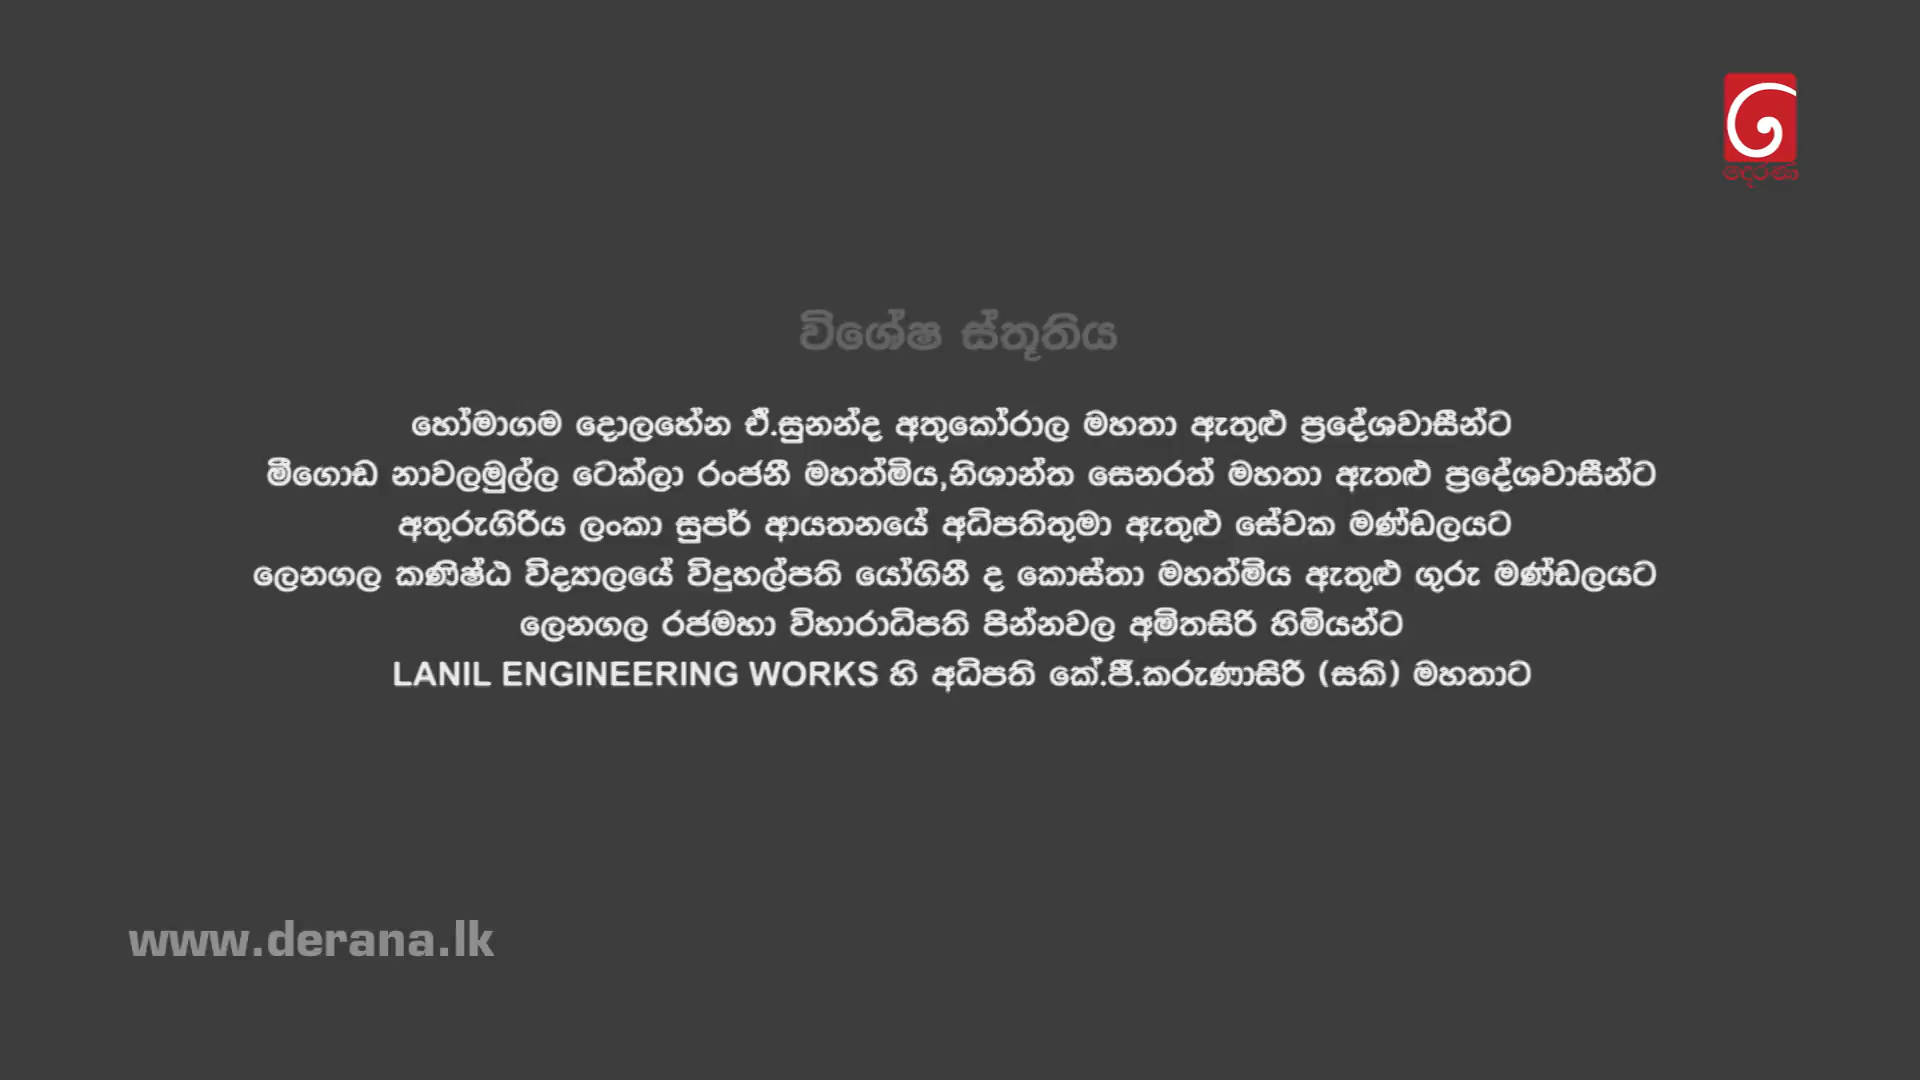 දෙරණ
විශේෂ ස්තූතිය
හෝමාගම දොලහේන ඒ.සුනන්ද අතුකෝරාල මහතා ඇතුළු ප්‍රදේශවාසීන්ට
මීගොඩ නාවලමුල්ල ටෙක්ලා රංජනී මහත්මිය,නිශාන්ත සෙනරත් මහතා ඇතළු ප්‍රදේශවාසීන්ට
අතුරුගිරිය ලංකා සුපර් ආයතනයේ අධිපතිතුමා ඇතුළු සේවක මණ්ඩලයට
ලෙනගල කණිෂ්ඨ විද්‍යාලයේ විදුහල්පති යෝගිනී ද කොස්තා මහත්මිය ඇතුළු ගුරු මණ්ඩලයට
ලෙනගල රජමහා විහාරාධිපති පින්නවල අමිතසිරි හිමියන්ට
LANIL ENGINEERING WORKS හි අධිපති කේ.ජී.කරුණාසිරි (සකි) මහතාට
www.derana.lk